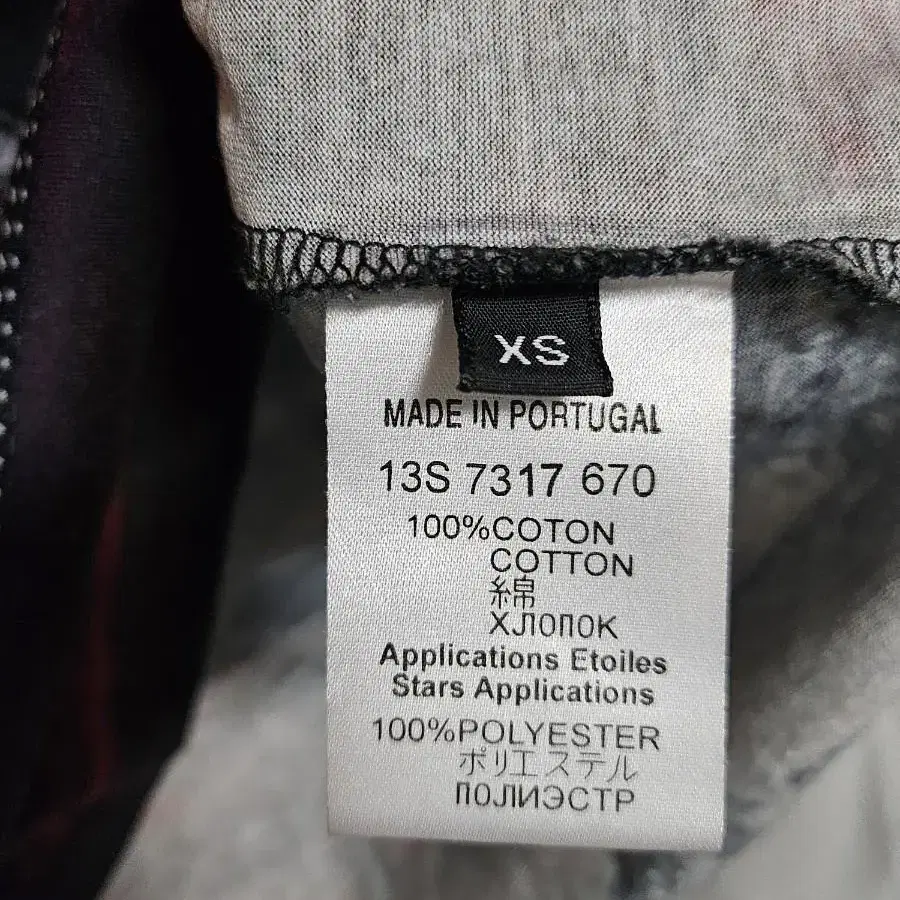 XS
MADE IN PORTUGAL
13S 7317 670
100%COTON
COTTON
綿
ХЛОПОК
Applications Etoiles
Stars Applications
100%POLYESTER
ポリエステル
ПОЛИЭСТР